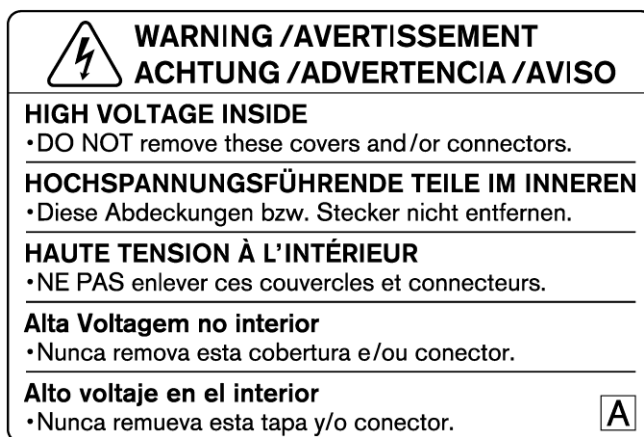 WARNING /AVERTISSEMENT
ACHTUNG /ADVERTENCIA /AVISO
HIGH VOLTAGE INSIDE
•DO NOT remove these covers and/or connectors.
HOCHSPANNUNGSFÜHRENDE TEILE IM INNEREN
•Diese Abdeckungen bzw. Stecker nicht entfernen.
HAUTE TENSION À L'INTÉRIEUR
•NE PAS enlever ces couvercles et connecteurs.
Alta Voltagem no interior
•Nunca remova esta cobertura e/ou conector.
Alto voltaje en el interior
•Nunca remueva esta tapa y/o conector.
A